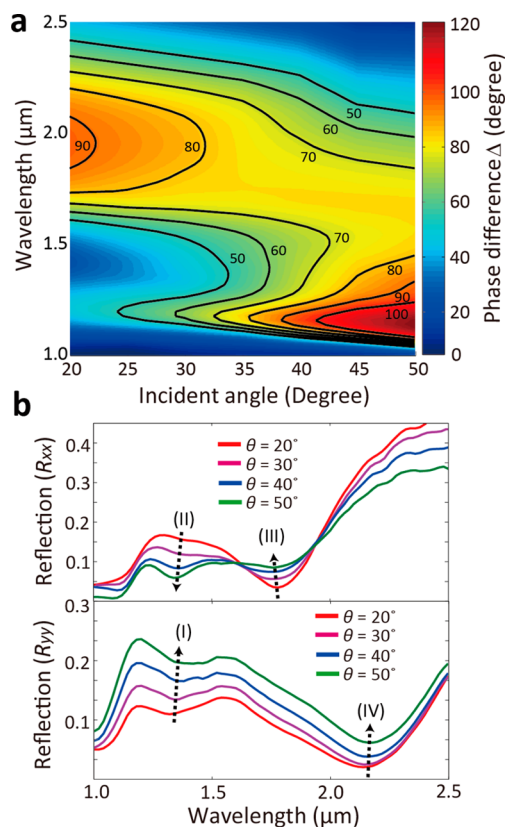 a
2.5
2.0
1.5
1.0
Wavelength (μm)
50
60
70
80
90
50
60
70
80
90
100
20 25 30 35 40 45 50
Incident angle (Degree)
120
100
80
60
40
20
0
Phase difference Δ (degree)
b
0.4
0.3
0.2
0.1
Reflection (Rxx)
θ = 20°
θ = 30°
θ = 40°
θ = 50°
(II)
(III)
0.3
0.2
0.1
Reflection (Ryy)
(I)
θ = 20°
θ = 30°
θ = 40°
θ = 50°
(IV)
1.0 1.5 2.0 2.5
Wavelength (μm)